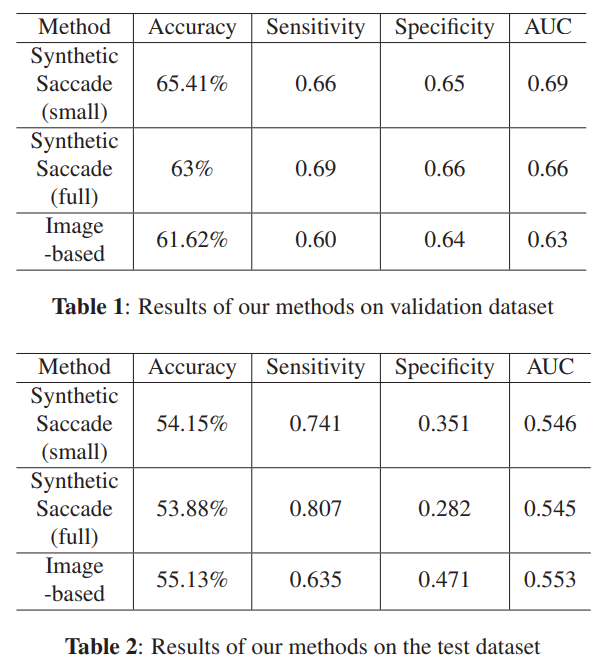 Method Accuracy Sensitivity Specificity AUC
Synthetic
Saccade
(small)
65.41% 0.66 0.65 0.69
Synthetic
Saccade
(full)
63% 0.69 0.66 0.66
Image
-based
61.62% 0.60 0.64 0.63
Table 1: Results of our methods on validation dataset
Method Accuracy Sensitivity Specificity AUC
Synthetic
Saccade
(small)
54.15% 0.741 0.351 0.546
Synthetic
Saccade
(full)
53.88% 0.807 0.282 0.545
Image
-based
55.13% 0.635 0.471 0.553
Table 2: Results of our methods on the test dataset